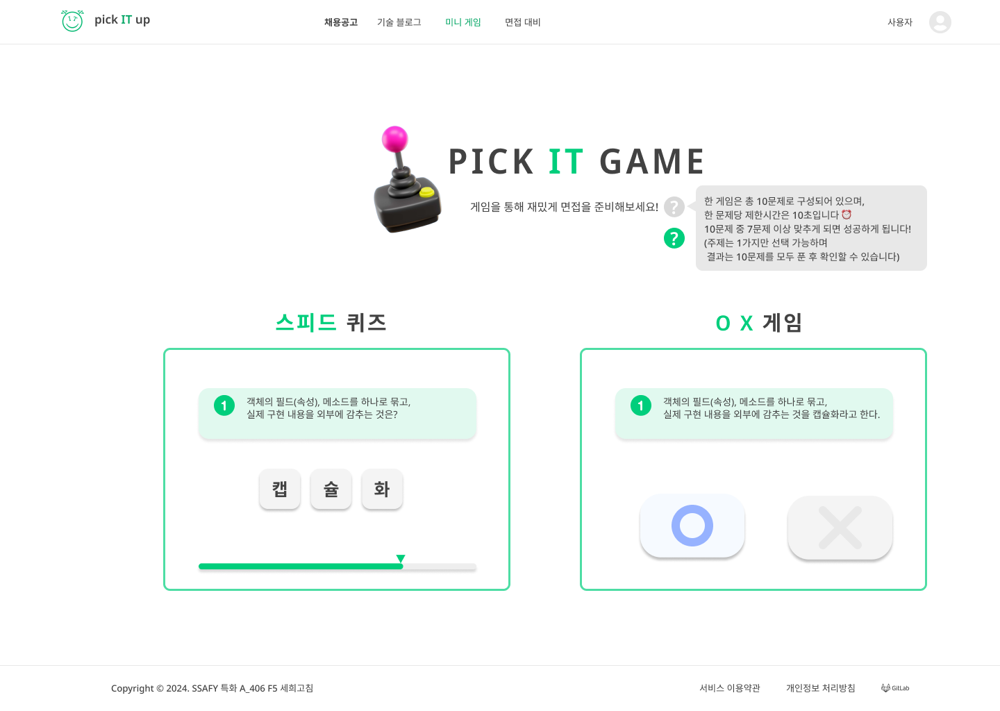 pick IT up
채용공고
기술 블로그
미니 게임
면접 대비
사용자
PICK IT GAME
게임을 통해 재밌게 면접을 준비해보세요!
?
?
한 게임은 총 10문제로 구성되어 있으며,
한 문제당 제한시간은 10초입니다 ⏰
10문제 중 7문제 이상 맞추게 되면 성공하게 됩니다!
(주제는 1가지만 선택 가능하며
결과는 10문제를 모두 푼 후 확인할 수 있습니다)
스피드 퀴즈
1
객체의 필드(속성), 메소드를 하나로 묶고,
실제 구현 내용을 외부에 감추는 것은?
캡 슐 화
O X 게임
1
객체의 필드(속성), 메소드를 하나로 묶고,
실제 구현 내용을 외부에 감추는 것을 캡슐화라고 한다.
Copyright © 2024. SSAFY 특화 A_406 F5 세희고침
서비스 이용약관
개인정보 처리방침
GitLab